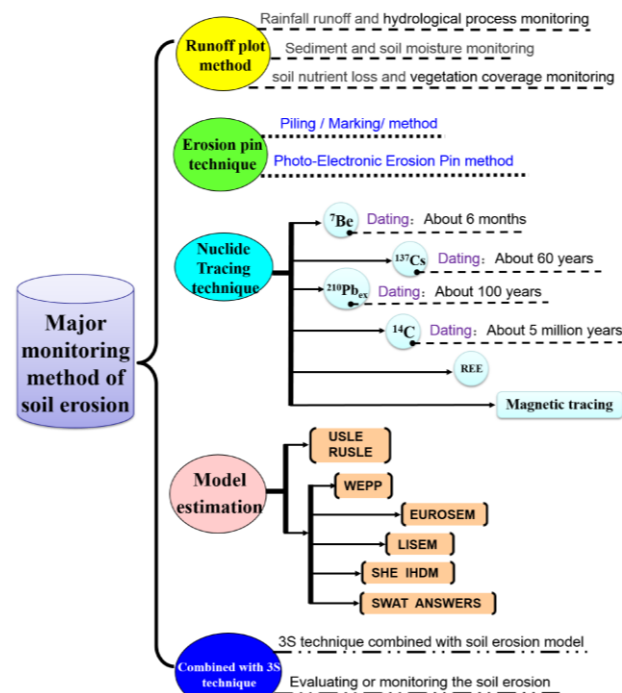 Major
monitoring
method of
soil erosion
Runoff plot
method
Rainfall runoff and hydrological process monitoring
Sediment and soil moisture monitoring
soil nutrient loss and vegetation coverage monitoring
Erosion pin
technique
Piling / Marking/ method
Photo-Electronic Erosion Pin method
Nuclide
Tracing
technique
⁷Be Dating: About 6 months
¹³⁷Cs Dating: About 60 years
²¹⁰Pbₑₓ Dating: About 100 years
¹⁴C Dating: About 5 million years
REE
Magnetic tracing
Model
estimation
USLE
RUSLE
WEPP
EUROSEM
LISEM
SHE IHDM
SWAT ANSWERS
Combined with 3S
technique
3S technique combined with soil erosion model
Evaluating or monitoring the soil erosion